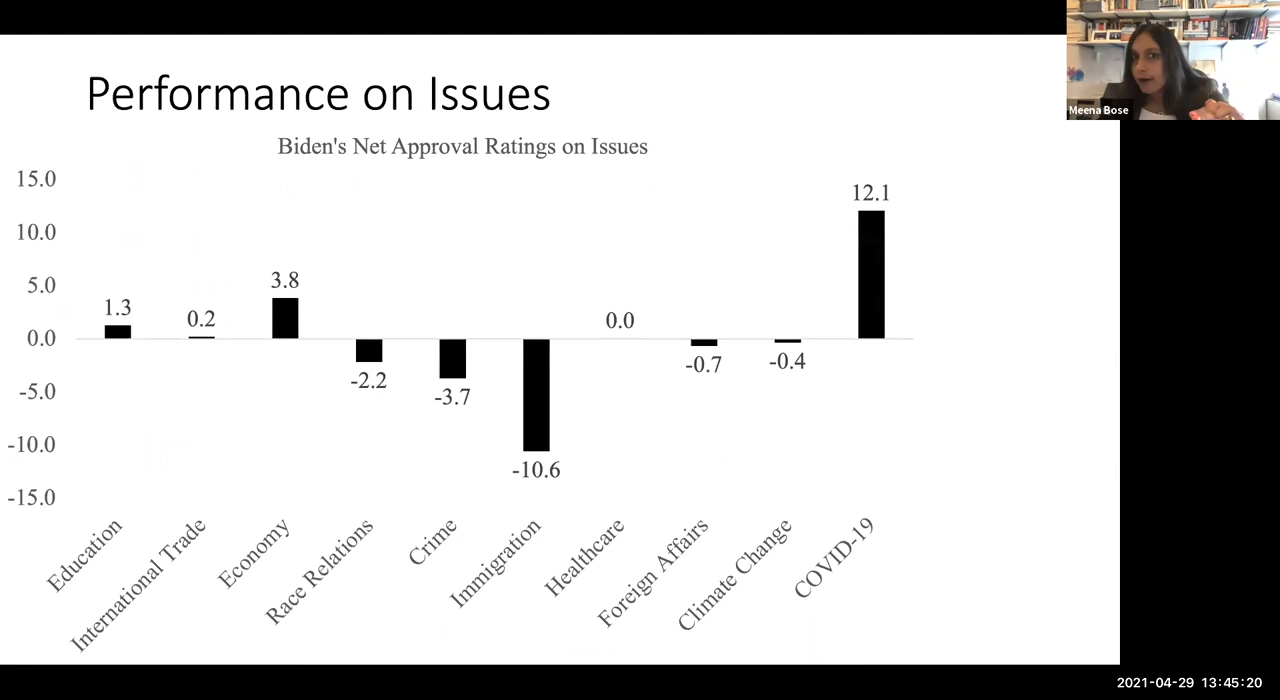 Performance on Issues
Meena Bose
Biden's Net Approval Ratings on Issues
15.0
10.0
5.0
0.0
-5.0
-10.0
-15.0
1.3
0.2
3.8
-2.2
-3.7
-10.6
0.0
-0.7
-0.4
12.1
Education
International Trade
Economy
Race Relations
Crime
Immigration
Healthcare
Foreign Affairs
Climate Change
COVID-19
2021-04-29 13:45:20